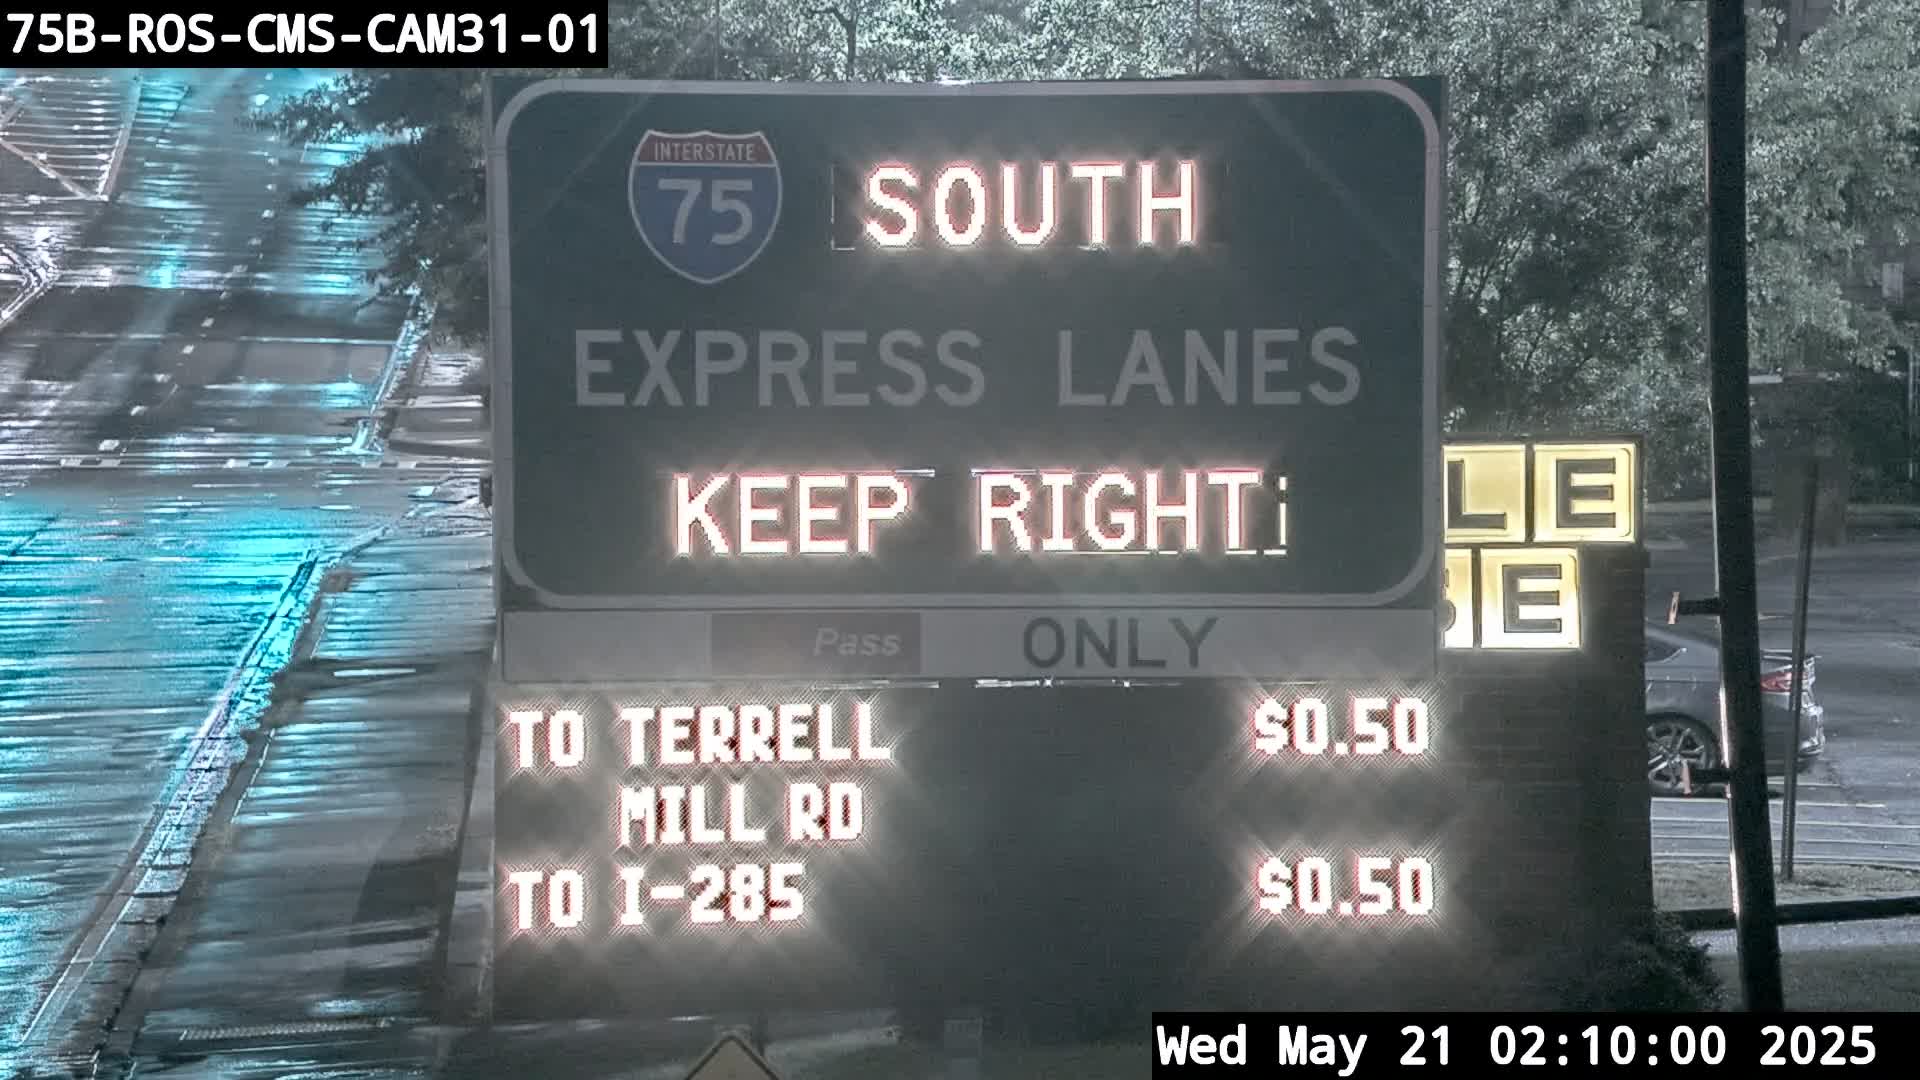 75B-ROS-CMS-CAM31-01
INTERSTATE
75
SOUTH
EXPRESS LANES
KEEP RIGHT
Pass ONLY
TO TERRELL $0.50
MILL RD
TO I-285 $0.50
LE
E
Wed May 21 02:10:00 2025